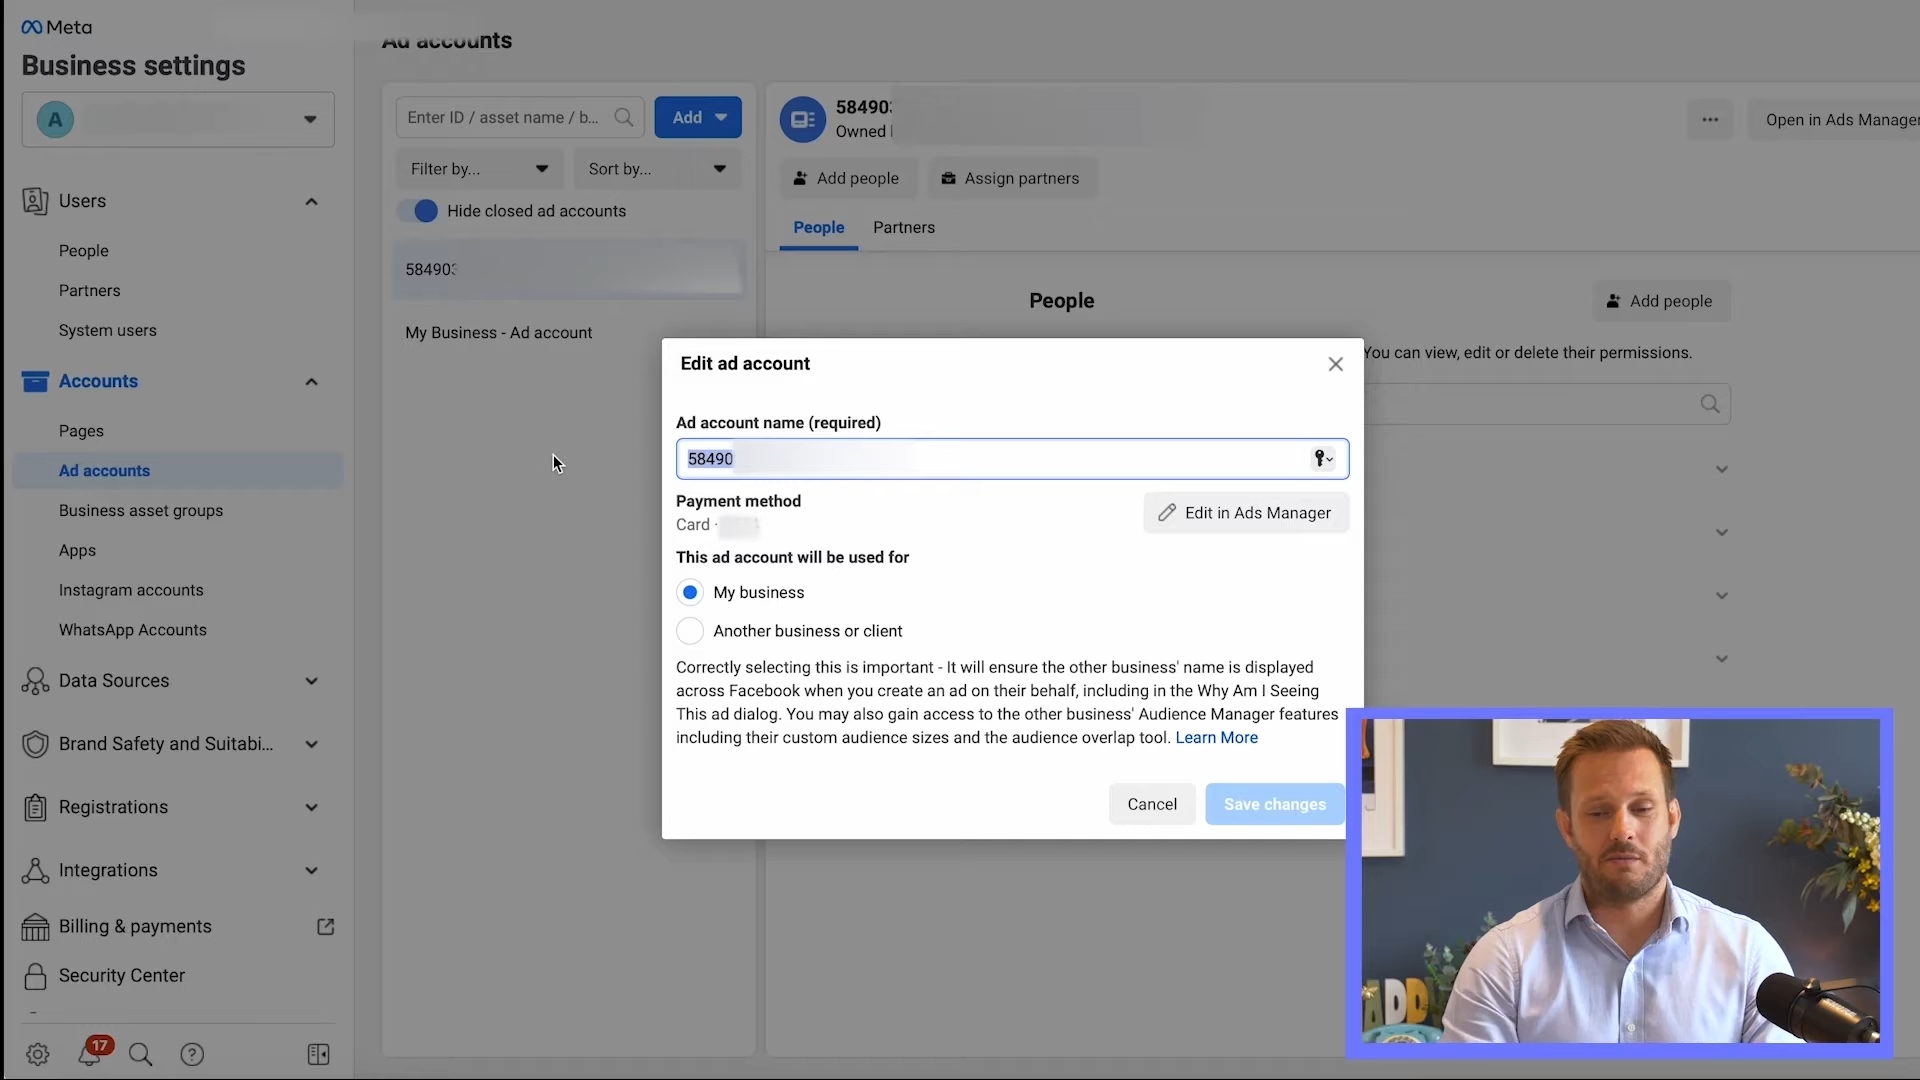 Meta
Business settings
A
Users
People
Partners
System users
Accounts
Pages
Ad accounts
Business asset groups
Apps
Instagram accounts
WhatsApp Accounts
Data Sources
Brand Safety and Suitabi...
Registrations
Integrations
Billing & payments
Security Center
17
Ad accounts
Enter ID / asset name / b...
Add
Filter by...
Sort by...
Hide closed ad accounts
584903
My Business - Ad account
584903
Owned
...
Open in Ads Manager
Add people
Assign partners
People
Partners
People
Add people
You can view, edit or delete their permissions.
Edit ad account
Ad account name (required)
58490
Payment method
Card ·
Edit in Ads Manager
This ad account will be used for
My business
Another business or client
Correctly selecting this is important - It will ensure the other business' name is displayed
across Facebook when you create an ad on their behalf, including in the Why Am I Seeing
This ad dialog. You may also gain access to the other business' Audience Manager features
including their custom audience sizes and the audience overlap tool. Learn More
Cancel
Save changes
ADD